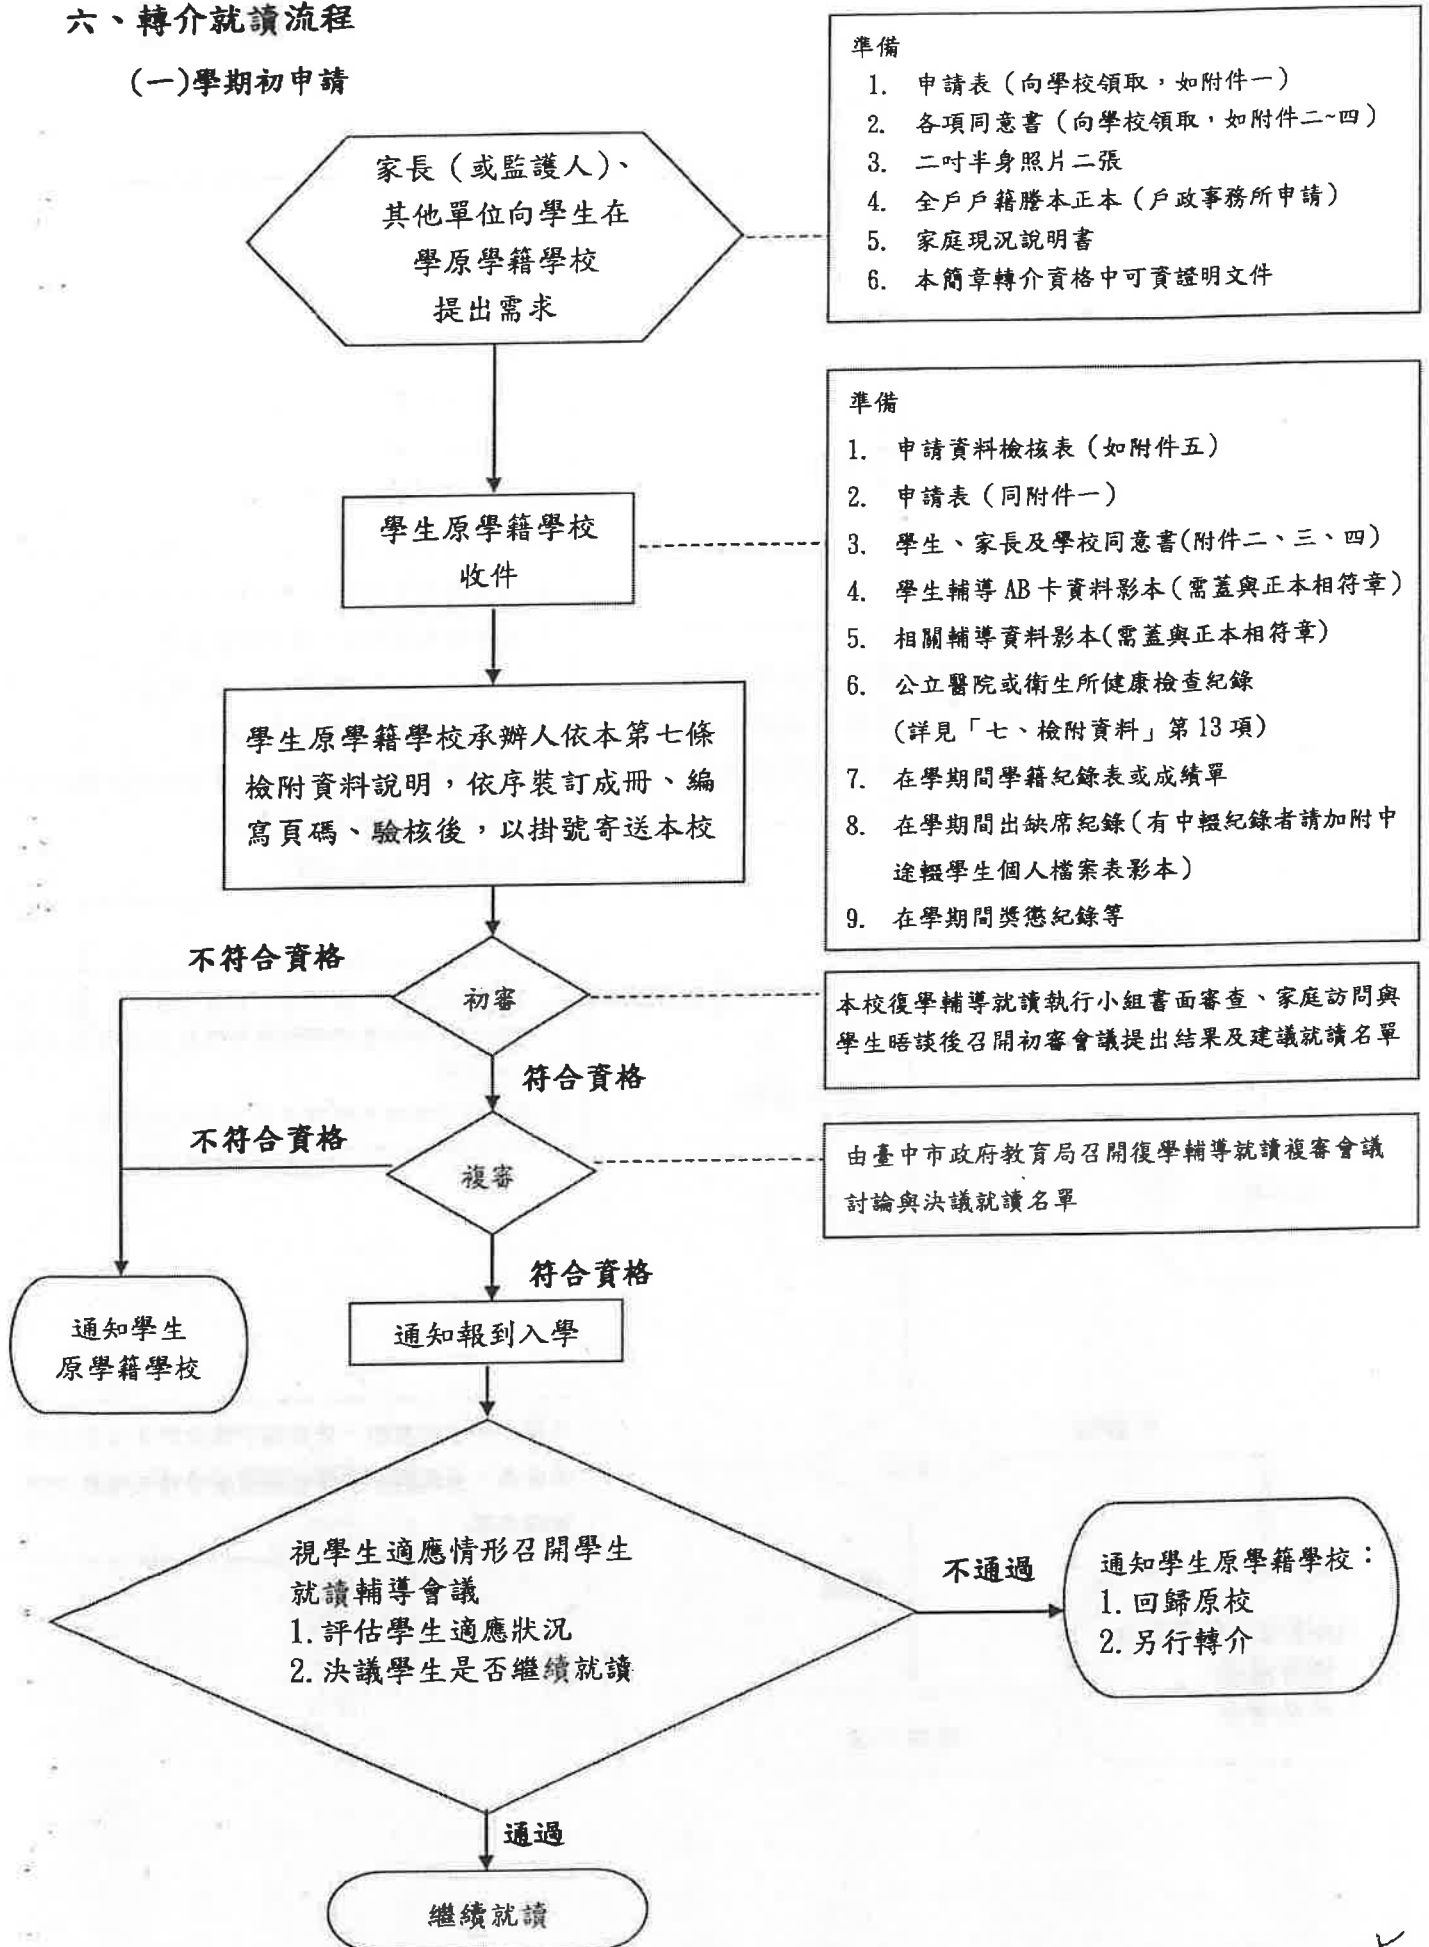 六、轉介就讀流程
(一)學期初申請
家長（或監護人）、
其他單位向學生在
學原學籍學校
提出需求
準備
1. 申請表（向學校領取，如附件一）
2. 各項同意書（向學校領取，如附件二~四）
3. 二吋半身照片二張
4. 全戶戶籍謄本正本（戶政事務所申請）
5. 家庭現況說明書
6. 本簡章轉介資格中可資證明文件
學生原學籍學校
收件
準備
1. 申請資料檢核表（如附件五）
2. 申請表（同附件一）
3. 學生、家長及學校同意書(附件二、三、四)
4. 學生輔導 AB 卡資料影本（需蓋與正本相符章）
5. 相關輔導資料影本(需蓋與正本相符章)
6. 公立醫院或衛生所健康檢查紀錄
(詳見「七、檢附資料」第 13 項)
7. 在學期間學籍紀錄表或成績單
8. 在學期間出缺席紀錄(有中輟紀錄者請加附中
途輟學生個人檔案表影本)
9. 在學期間獎懲紀錄等
學生原學籍學校承辦人依本第七條
檢附資料說明，依序裝訂成冊、編
寫頁碼、驗核後，以掛號寄送本校
不符合資格
初審
本校復學輔導就讀執行小組書面審查、家庭訪問與
學生晤談後召開初審會議提出結果及建議就讀名單
符合資格
不符合資格
複審
由臺中市政府教育局召開復學輔導就讀複審會議
討論與決議就讀名單
符合資格
通知學生
原學籍學校
通知報到入學
視學生適應情形召開學生
就讀輔導會議
1. 評估學生適應狀況
2. 決議學生是否繼續就讀
不通過
通知學生原學籍學校：
1. 回歸原校
2. 另行轉介
通過
繼續就讀